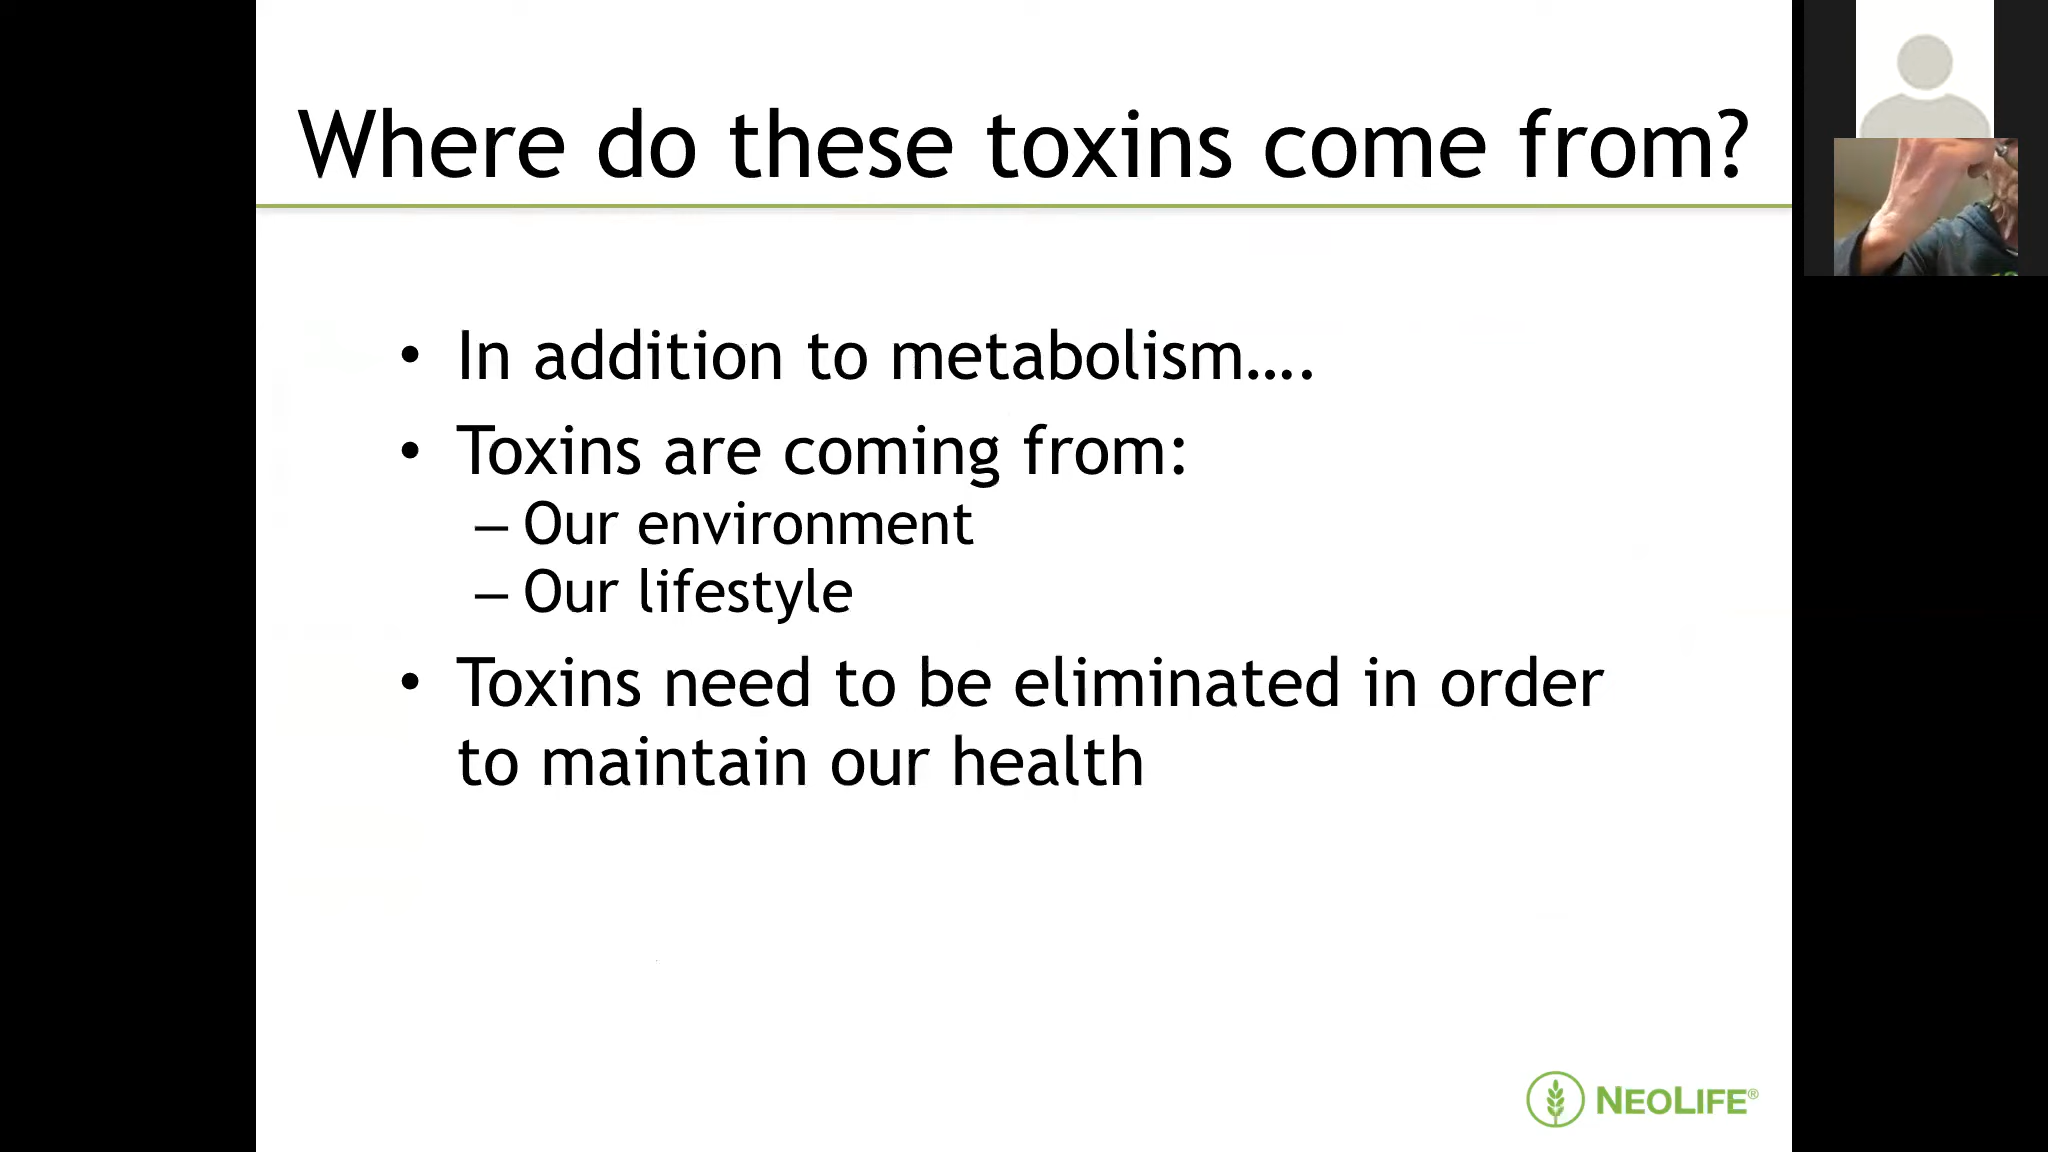 Where do these toxins come from?
• In addition to metabolism….
• Toxins are coming from:
– Our environment
– Our lifestyle
• Toxins need to be eliminated in order
to maintain our health
NEOLIFE®